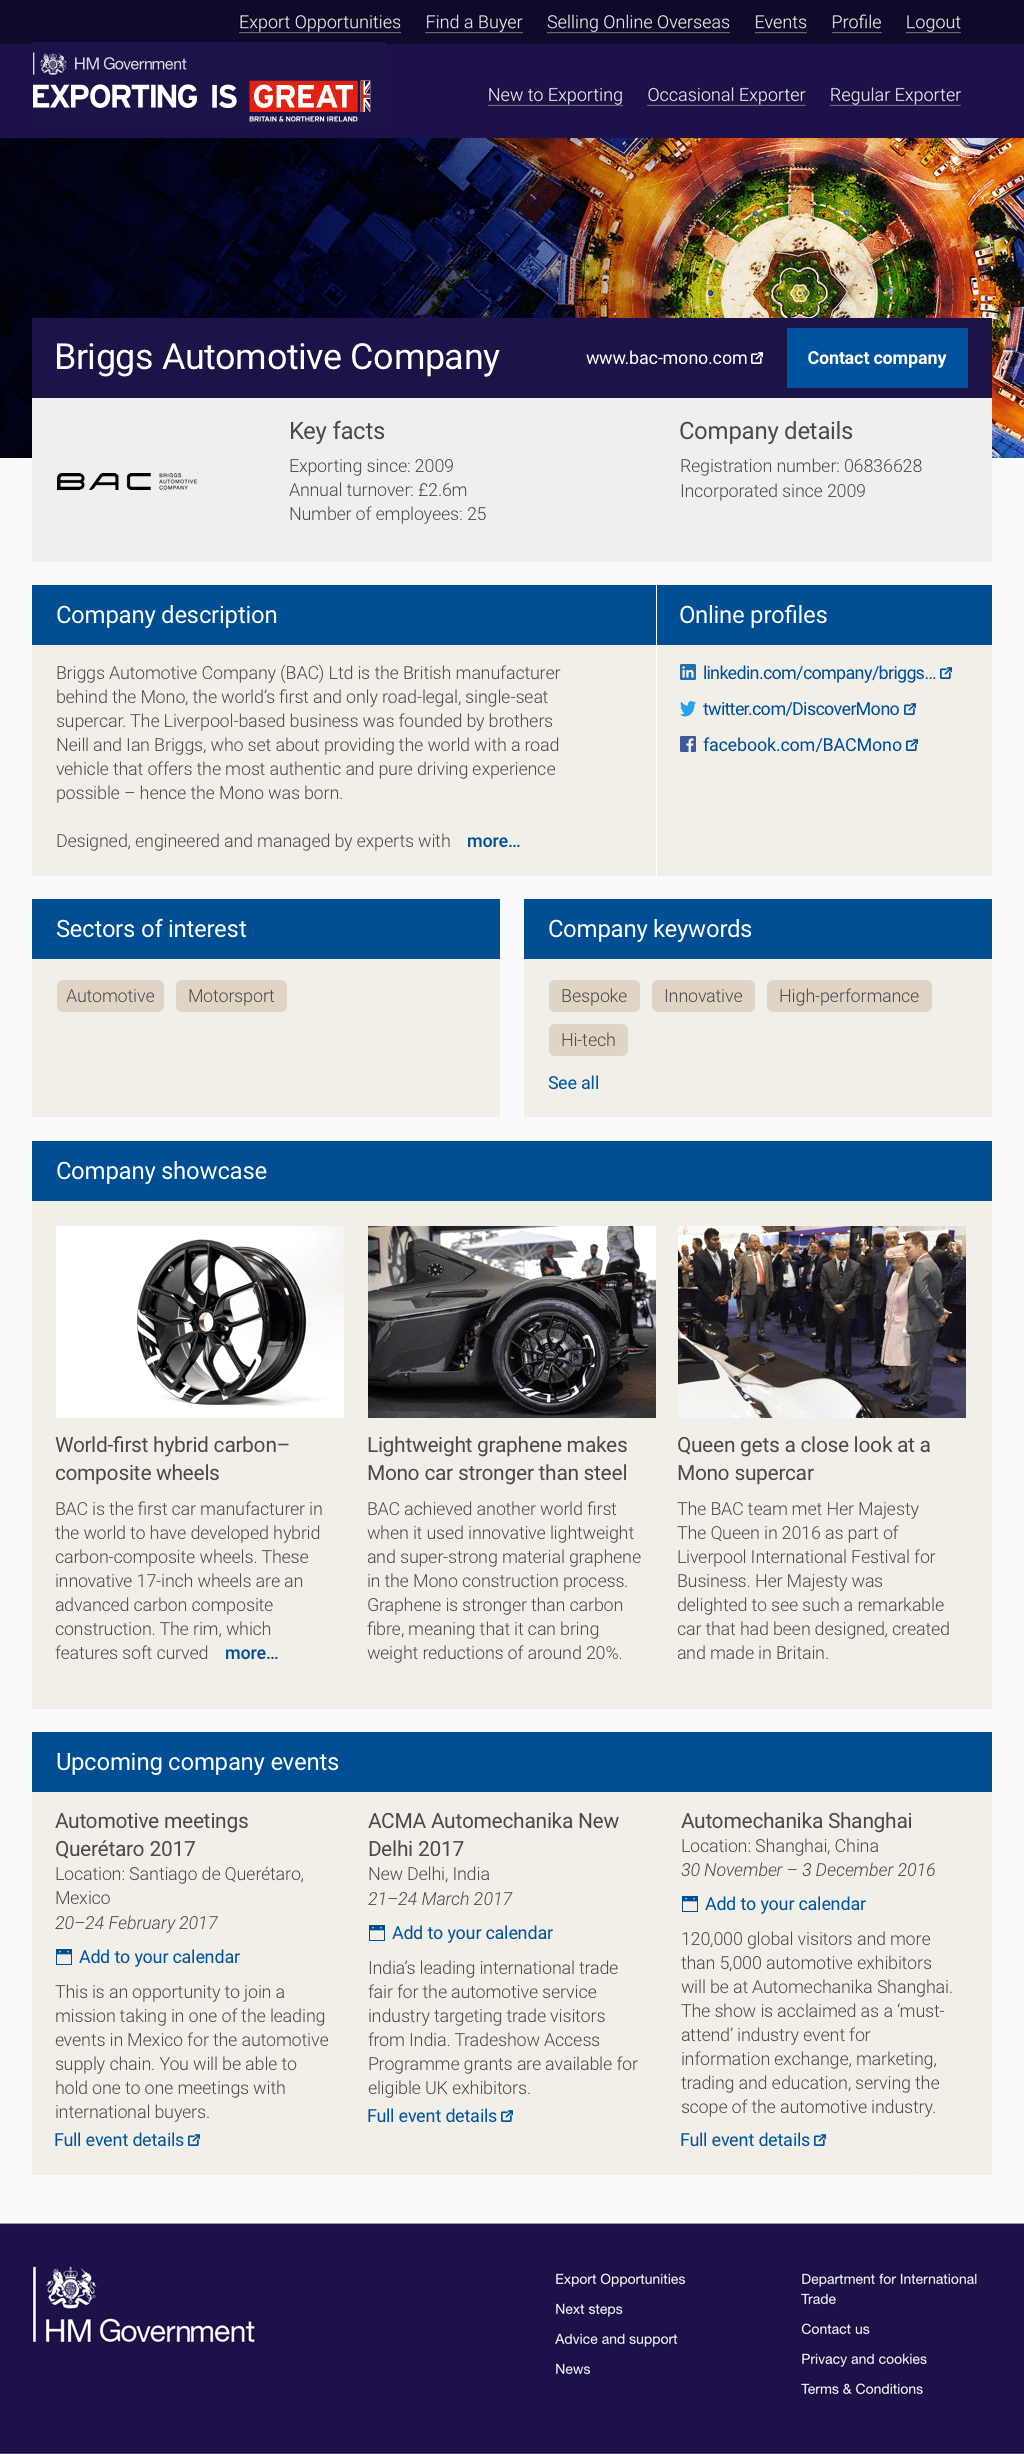 Export Opportunities Find a Buyer Selling Online Overseas Events Profile Logout
HM Government
EXPORTING IS GREAT
BRITAIN & NORTHERN IRELAND
New to Exporting Occasional Exporter Regular Exporter
Briggs Automotive Company
www.bac-mono.com
Contact company
BAC
BRIGGS
AUTOMOTIVE
COMPANY
Key facts
Exporting since: 2009
Annual turnover: £2.6m
Number of employees: 25
Company details
Registration number: 06836628
Incorporated since 2009
Company description
Briggs Automotive Company (BAC) Ltd is the British manufacturer
behind the Mono, the world’s first and only road-legal, single-seat
supercar. The Liverpool-based business was founded by brothers
Neill and Ian Briggs, who set about providing the world with a road
vehicle that offers the most authentic and pure driving experience
possible – hence the Mono was born.
Designed, engineered and managed by experts with more...
Online profiles
linkedin.com/company/briggs...
twitter.com/DiscoverMono
facebook.com/BACMono
Sectors of interest
Automotive Motorsport
Company keywords
Bespoke Innovative High-performance
Hi-tech
See all
Company showcase
World-first hybrid carbon–
composite wheels
BAC is the first car manufacturer in
the world to have developed hybrid
carbon-composite wheels. These
innovative 17-inch wheels are an
advanced carbon composite
construction. The rim, which
features soft curved more...
Lightweight graphene makes
Mono car stronger than steel
BAC achieved another world first
when it used innovative lightweight
and super-strong material graphene
in the Mono construction process.
Graphene is stronger than carbon
fibre, meaning that it can bring
weight reductions of around 20%.
Queen gets a close look at a
Mono supercar
The BAC team met Her Majesty
The Queen in 2016 as part of
Liverpool International Festival for
Business. Her Majesty was
delighted to see such a remarkable
car that had been designed, created
and made in Britain.
Upcoming company events
Automotive meetings
Querétaro 2017
Location: Santiago de Querétaro,
Mexico
20–24 February 2017
Add to your calendar
This is an opportunity to join a
mission taking in one of the leading
events in Mexico for the automotive
supply chain. You will be able to
hold one to one meetings with
international buyers.
Full event details
ACMA Automechanika New
Delhi 2017
New Delhi, India
21–24 March 2017
Add to your calendar
India’s leading international trade
fair for the automotive service
industry targeting trade visitors
from India. Tradeshow Access
Programme grants are available for
eligible UK exhibitors.
Full event details
Automechanika Shanghai
Location: Shanghai, China
30 November – 3 December 2016
Add to your calendar
120,000 global visitors and more
than 5,000 automotive exhibitors
will be at Automechanika Shanghai.
The show is acclaimed as a ‘must-
attend’ industry event for
information exchange, marketing,
trading and education, serving the
scope of the automotive industry.
Full event details
HM Government
Export Opportunities
Next steps
Advice and support
News
Department for International
Trade
Contact us
Privacy and cookies
Terms & Conditions